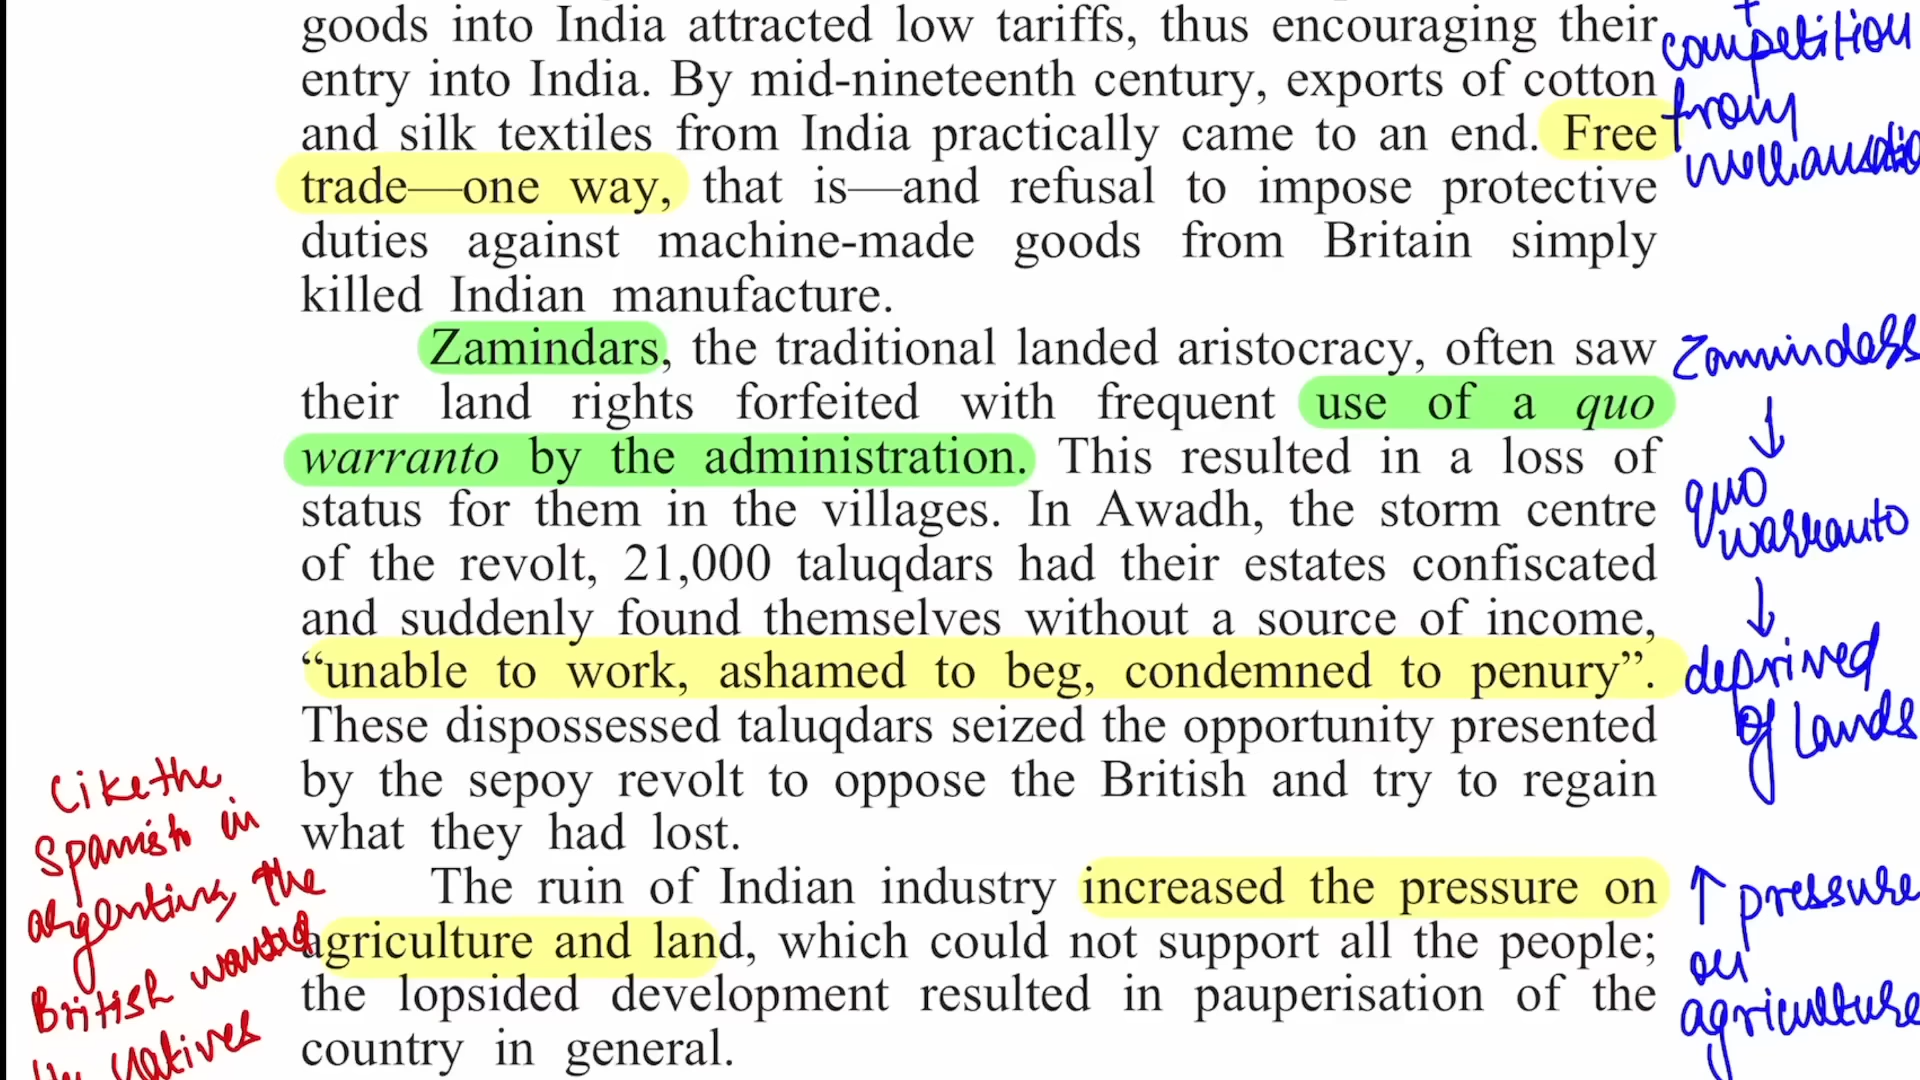 goods into India attracted low tariffs, thus encouraging their
entry into India. By mid-nineteenth century, exports of cotton
and silk textiles from India practically came to an end. Free
trade—one way, that is—and refusal to impose protective
duties against machine-made goods from Britain simply
killed Indian manufacture.
Zamindars, the traditional landed aristocracy, often saw
their land rights forfeited with frequent use of a quo
warranto by the administration. This resulted in a loss of
status for them in the villages. In Awadh, the storm centre
of the revolt, 21,000 taluqdars had their estates confiscated
and suddenly found themselves without a source of income,
“unable to work, ashamed to beg, condemned to penury”.
These dispossessed taluqdars seized the opportunity presented
by the sepoy revolt to oppose the British and try to regain
what they had lost.
The ruin of Indian industry increased the pressure on
agriculture and land, which could not support all the people;
the lopsided development resulted in pauperisation of the
country in general.
+
competition
from
Zamindars
↓
quo
warranto
↓
deprived
of lands
↑ pressure
on
agriculture
Like the
Spanish in
argentina, the
British wanted
natives